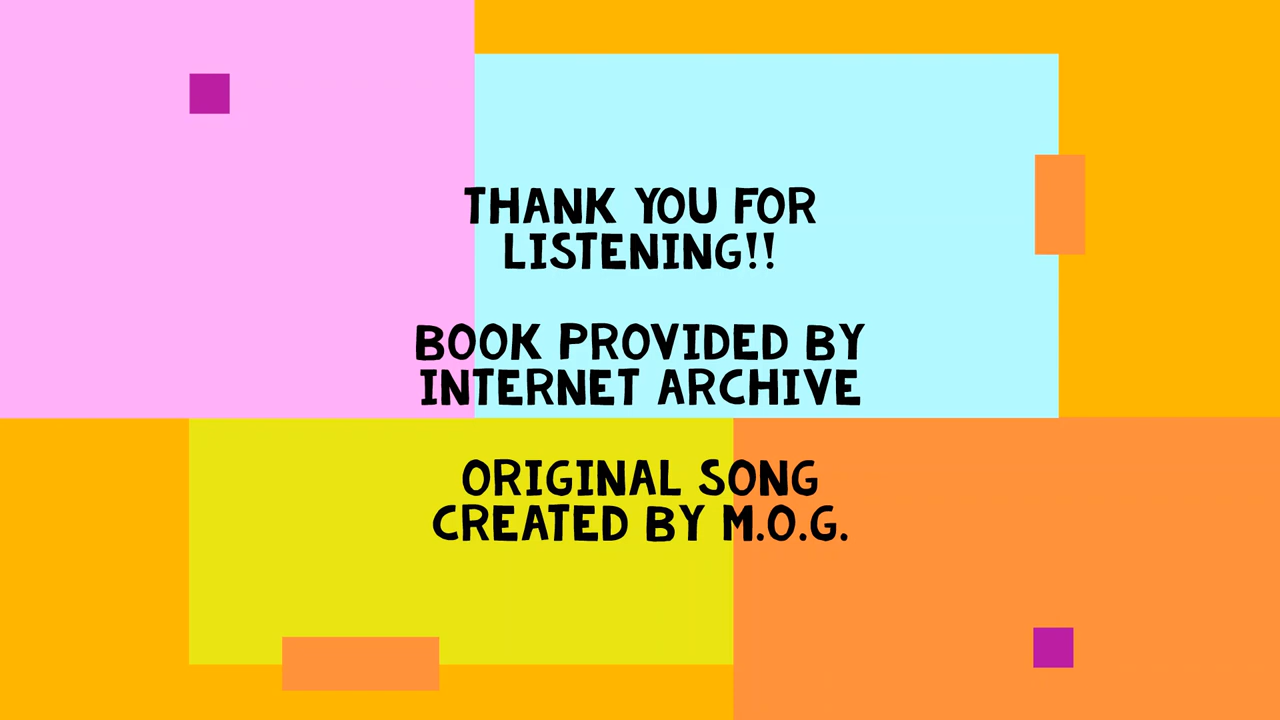 THANK YOU FOR
LISTENING!!
BOOK PROVIDED BY
INTERNET ARCHIVE
ORIGINAL SONG
CREATED BY M.O.G.